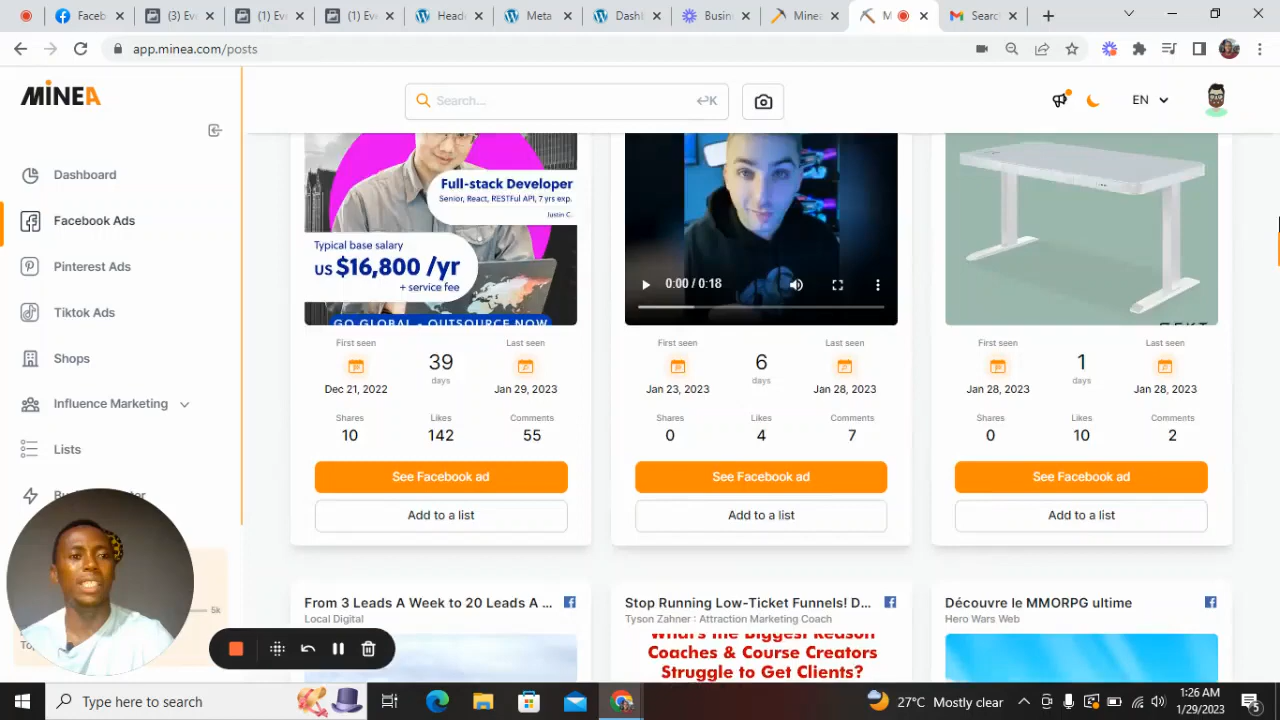 Facebo
(3) Eve
(1) Eve
(1) Eve
Head
Meta
Dash
Busin
Mine
M
Search
app.minea.com/posts
MINEA
Search...
K
EN
Dashboard
Facebook Ads
Pinterest Ads
Tiktok Ads
Shops
Influence Marketing
Lists
5k
Full-stack Developer
Senior, React, RESTFul API, 7 yrs exp.
Justin C.
Typical base salary
US $16,800 /yr
+ service fee
GO GLOBAL - OUTSOURCE NOW
First seen
39
days
Last seen
Dec 21, 2022
Jan 29, 2023
Shares
Likes
Comments
10
142
55
See Facebook ad
Add to a list
0:00 / 0:18
First seen
6
days
Last seen
Jan 23, 2023
Jan 28, 2023
Shares
Likes
Comments
0
4
7
See Facebook ad
Add to a list
First seen
1
days
Last seen
Jan 28, 2023
Jan 28, 2023
Shares
Likes
Comments
0
10
2
See Facebook ad
Add to a list
From 3 Leads A Week to 20 Leads A ...
Local Digital
Stop Running Low-Ticket Funnels! D...
Tyson Zahner : Attraction Marketing Coach
What's the Biggest Reason
Coaches & Course Creators
Struggle to Get Clients?
Découvre le MMORPG ultime
Hero Wars Web
Type here to search
27°C Mostly clear
1:26 AM
1/29/2023
5